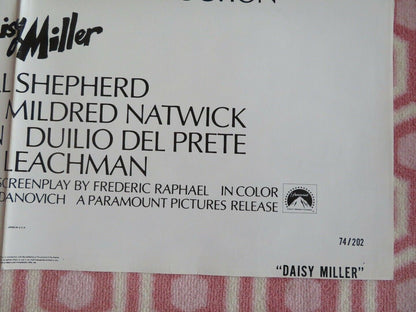 Miller
SHEPHERD
MILDRED NATWICK
DUILIO DEL PRETE
LEACHMAN
SCREENPLAY BY FREDERIC RAPHAEL IN COLOR
DANOVICH A PARAMOUNT PICTURES RELEASE
Paramount
74/202
"DAISY MILLER"